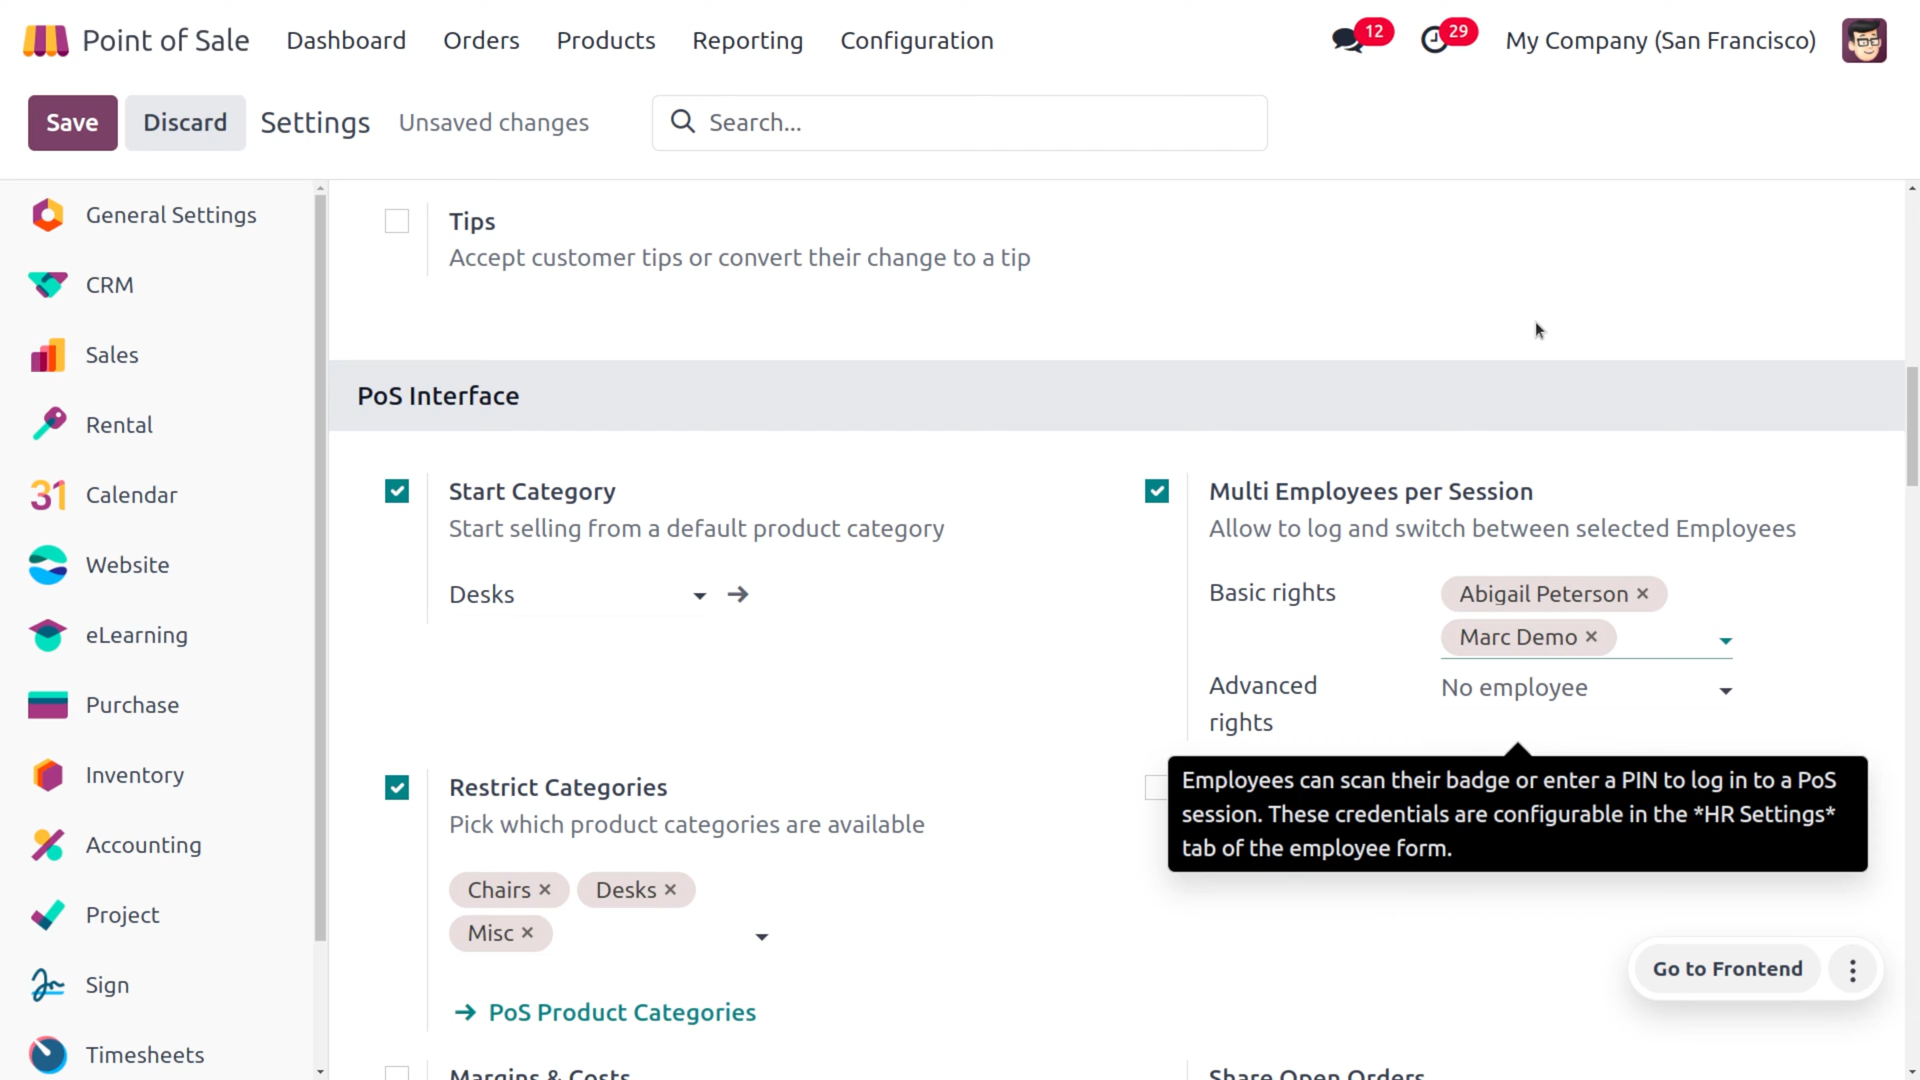 Point of Sale Dashboard Orders Products Reporting Configuration 12 29 My Company (San Francisco)
Save Discard Settings Unsaved changes Search...
General Settings
CRM
Sales
Rental
31 Calendar
Website
eLearning
Purchase
Inventory
Accounting
Project
Sign
Timesheets
Tips
Accept customer tips or convert their change to a tip
PoS Interface
Start Category
Start selling from a default product category
Desks
Multi Employees per Session
Allow to log and switch between selected Employees
Basic rights Abigail Peterson ×
Marc Demo ×
Advanced
rights
No employee
Employees can scan their badge or enter a PIN to log in to a PoS
session. These credentials are configurable in the *HR Settings*
tab of the employee form.
Restrict Categories
Pick which product categories are available
Chairs × Desks ×
Misc ×
→ PoS Product Categories
Go to Frontend
Margins & Costs
Share Open Orders